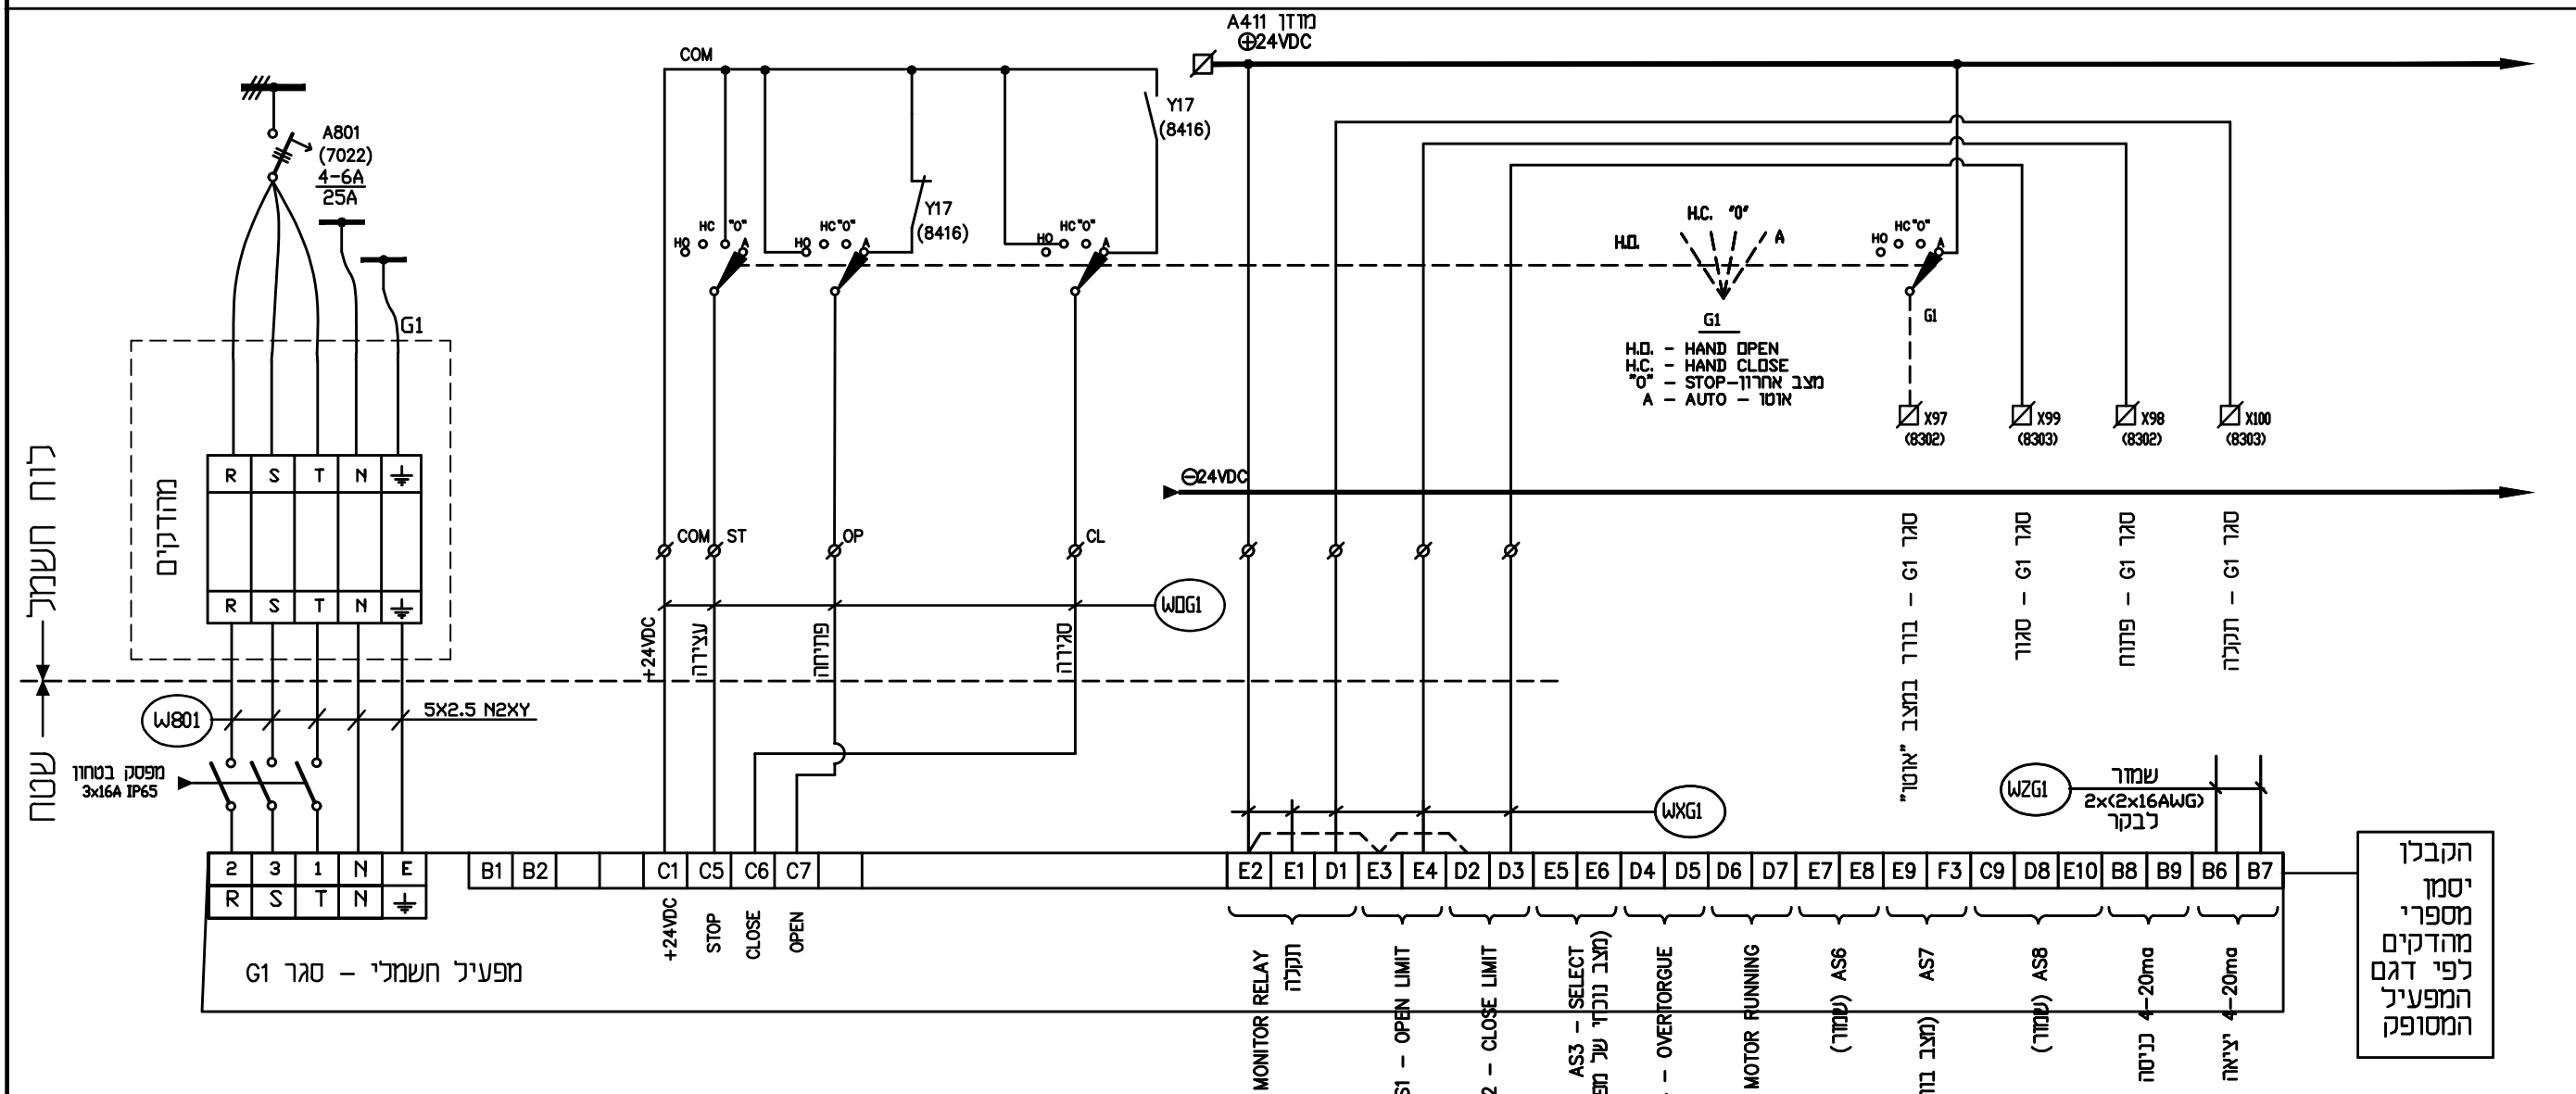 מוזן A411
⊕24VDC
COM
Y17
(8416)
A801
(7022)
4-6A
25A
Y17
(8416)
HO HC "0" A
HO HC "0" A
HO HC "0" A
H.O. H.C. "0" A
HO HC "0" A
G1
G1
G1
H.O. - HAND OPEN
H.C. - HAND CLOSE
"0" - STOP-מצב אחרון
A - AUTO - אוטו
X97
(8302)
X99
(8303)
X98
(8302)
X100
(8303)
לוח חשמל
מהדקים
R S T N
R S T N
⊖24VDC
COM ST OP CL
WOG1
+24VDC
עצירה
פתיחה
סגירה
סגר G1 - בורר במצב "אוטו"
סגר G1 - סגור
סגר G1 - פתוח
סגר G1 - תקלה
שטח
W801
5X2.5 N2XY
מפסק בטחון
3x16A IP65
WXG1
WZG1
שמור
2x(2x16AWG)
לבקר
2 3 1 N E
R S T N
B1 B2 C1 C5 C6 C7
E2 E1 D1 E3 E4 D2 D3 E5 E6 D4 D5 D6 D7 E7 E8 E9 F3 C9 D8 E10 B8 B9 B6 B7
+24VDC
STOP
CLOSE
OPEN
מפעיל חשמלי - סגר G1
MONITOR RELAY
תקלה
S1 - OPEN LIMIT
2 - CLOSE LIMIT
AS3 - SELECT
(מצב נוכחי של מפ
- OVERTORGUE
MOTOR RUNNING
AS6 (שמור)
AS7
(מצב בור
AS8 (שמור)
4-20ma כניסה
4-20ma יציאה
הקבלן
יסמן
מספרי
מהדקים
לפי דגם
המפעיל
המסופק